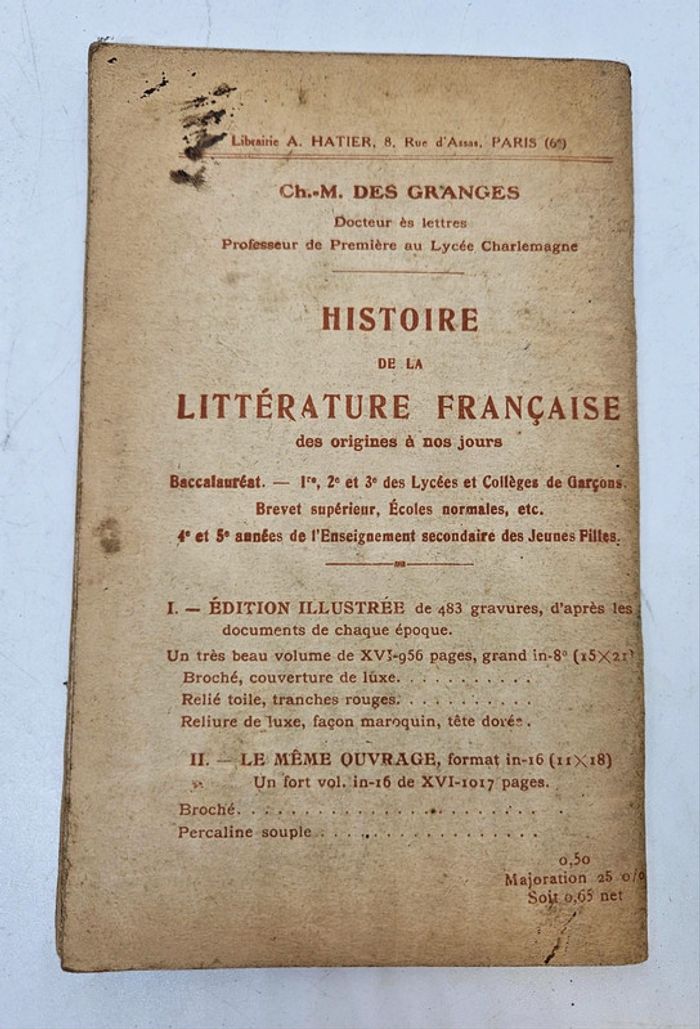 Librairie A. HATIER, 8, Rue d'Assas, PARIS (6e)
Ch.-M. DES GRANGES
Docteur ès lettres
Professeur de Première au Lycée Charlemagne
HISTOIRE
DE LA
LITTÉRATURE FRANÇAISE
des origines à nos jours
Baccalauréat. — 1re, 2e et 3e des Lycées et Collèges de Garçons.
Brevet supérieur, Écoles normales, etc.
4e et 5e années de l'Enseignement secondaire des Jeunes Filles.
I. — ÉDITION ILLUSTRÉE de 483 gravures, d'après les
documents de chaque époque.
Un très beau volume de XVI-956 pages, grand in-8o (15×21)
Broché, couverture de lùxe. . . . . . . . . . .
Relié toile, tranches rouges. . . . . . . . . . .
Reliure de luxe, façon maroquin, tête dorée .
II. — LE MÊME OUVRAGE, format in-16 (11×18)
Un fort vol. in-16 de XVI-1017 pages.
Broché. . . . . . . . . . . . . . . . . . . . . . . .
Percaline souple . . . . . . . . . . . . . . . . .
0,50
Majoration 25 0/0
Soit 0,65 net